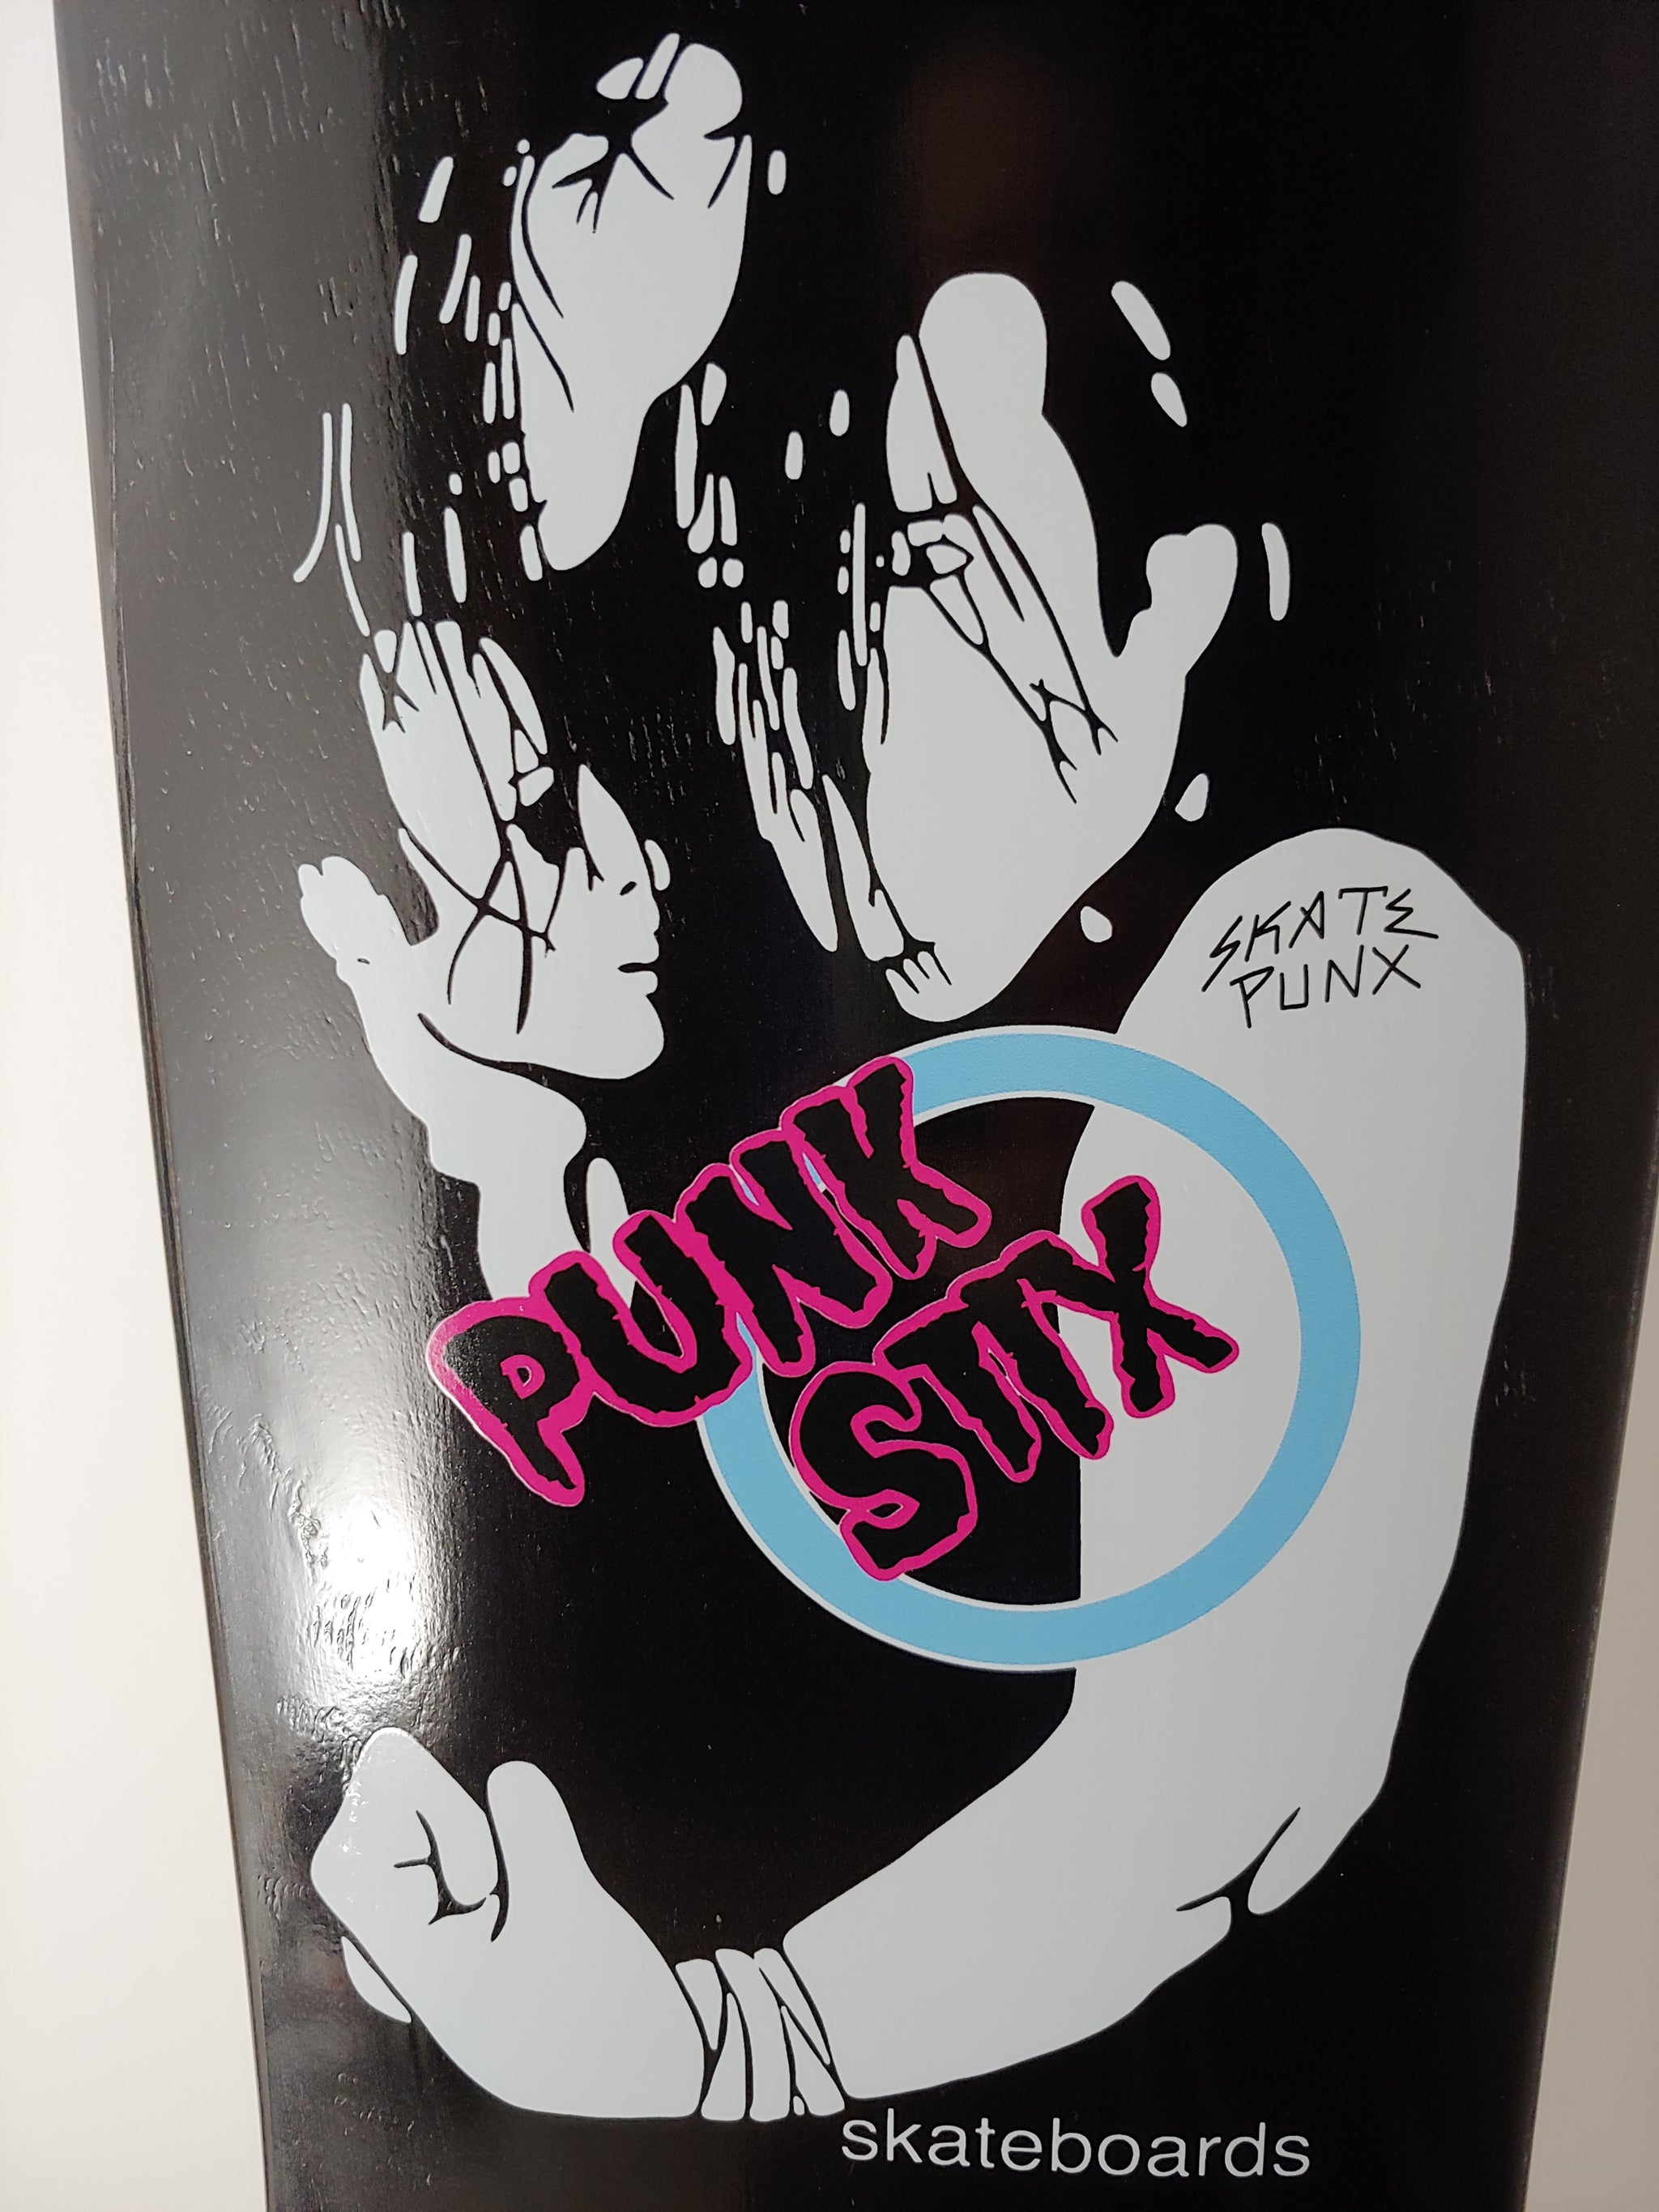 SKATE
PUNX
PUNK
STIX
skateboards